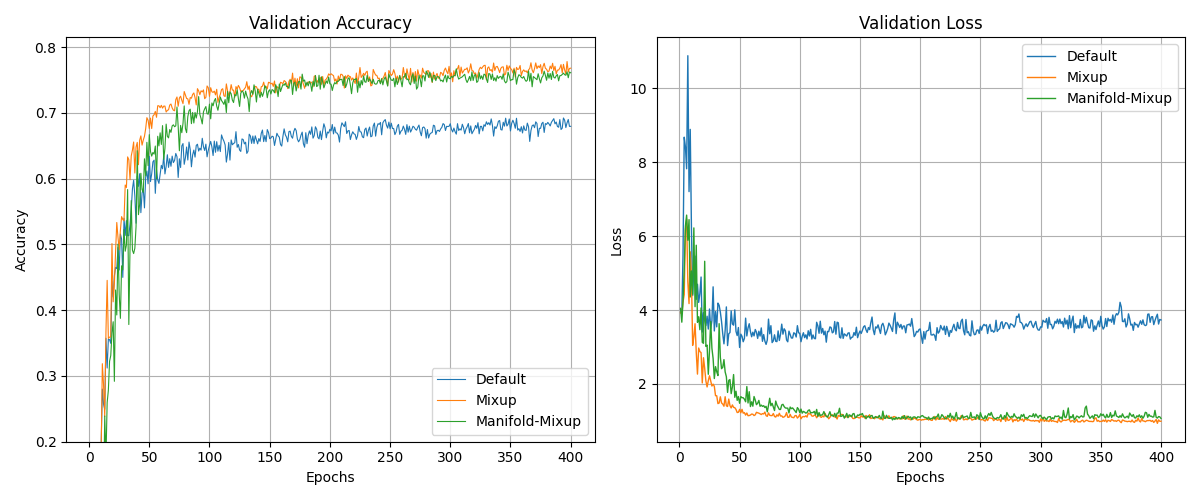 Validation Accuracy
Accuracy
0.8
0.7
0.6
0.5
0.4
0.3
0.2
0 50 100 150 200 250 300 350 400
Epochs
Default
Mixup
Manifold-Mixup
Validation Loss
Loss
10
8
6
4
2
0 50 100 150 200 250 300 350 400
Epochs
Default
Mixup
Manifold-Mixup